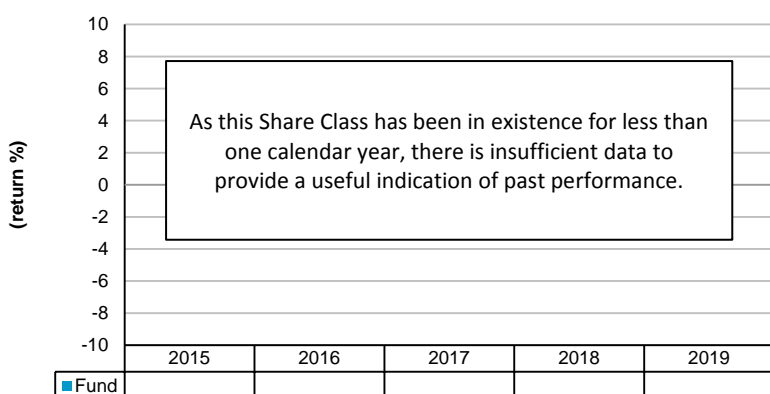 10
8
6
4
2
0
-2
-4
-6
-8
-10
(return %)
As this Share Class has been in existence for less than
one calendar year, there is insufficient data to
provide a useful indication of past performance.
2015 2016 2017 2018 2019
Fund